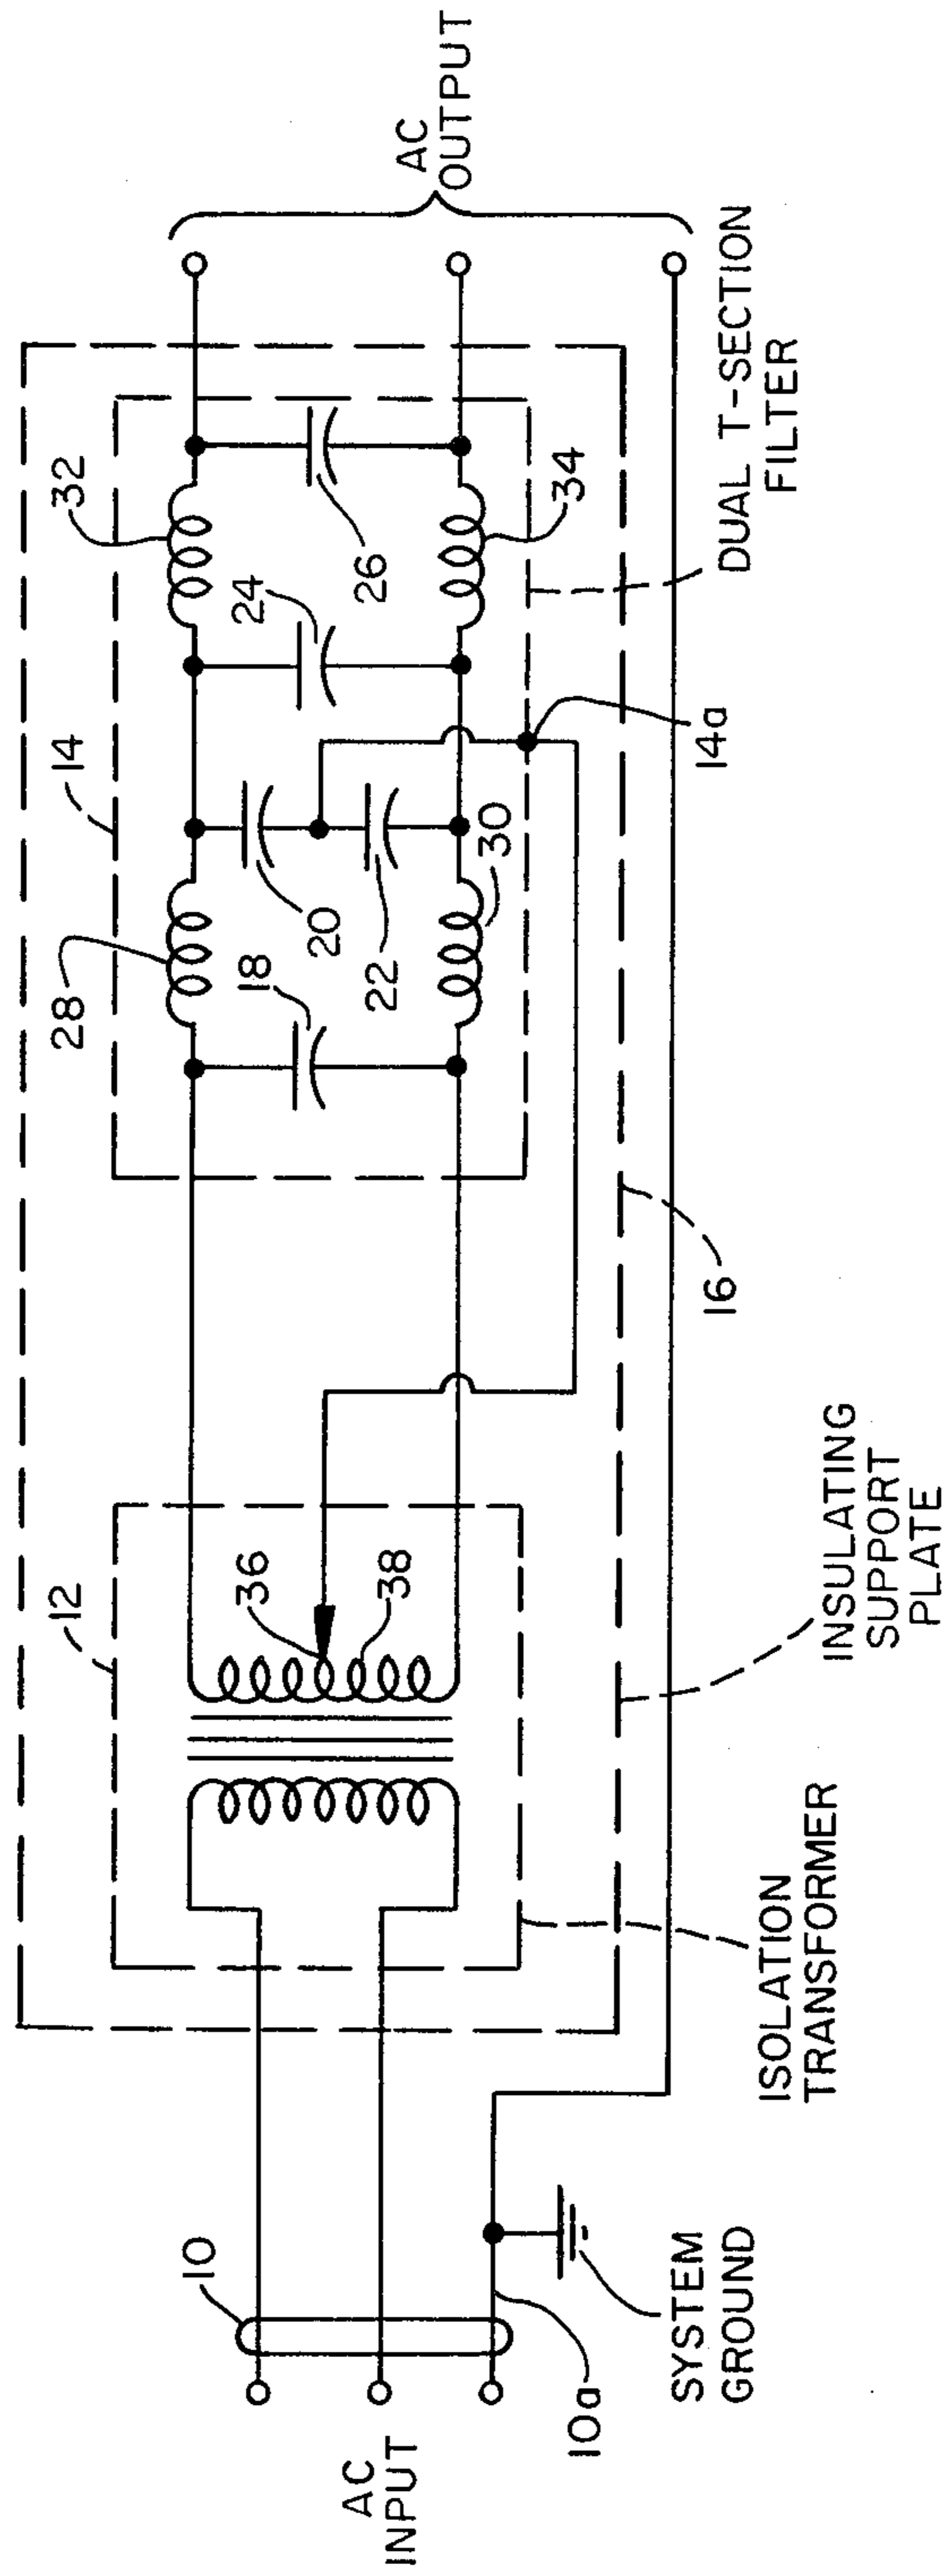 AC
INPUT
10
10a
SYSTEM
GROUND
12
36
38
ISOLATION
TRANSFORMER
INSULATING
SUPPORT
PLATE
16
14
28
18
20
22
30
24
26
32
34
14a
DUAL T-SECTION
FILTER
AC
OUTPUT